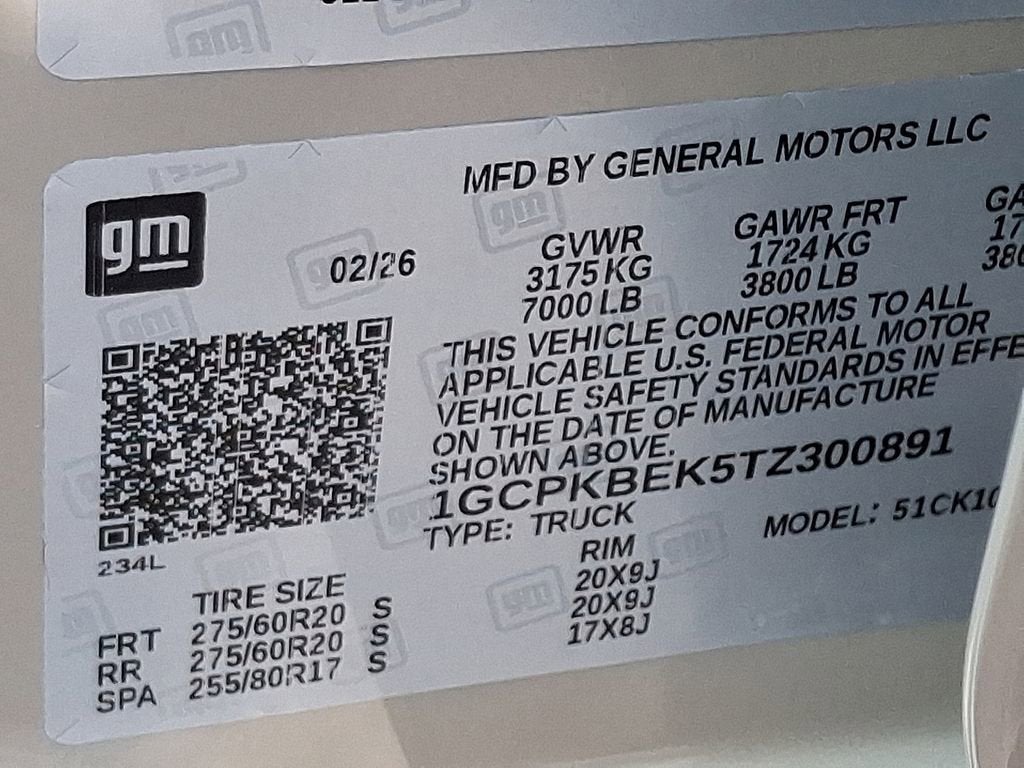 MFD BY GENERAL MOTORS LLC
gm
02/26
GVWR GAWR FRT
3175 KG 1724 KG
7000 LB 3800 LB
THIS VEHICLE CONFORMS TO ALL
APPLICABLE U.S. FEDERAL MOTOR
VEHICLE SAFETY STANDARDS IN
ON THE DATE OF MANUFACTURE
SHOWN ABOVE.
1GCPKBEK5TZ300891
TYPE: TRUCK MODEL: 51CK10
234L
TIRE SIZE RIM
FRT 275/60R20 S 20X9J
RR 275/60R20 S 20X9J
SPA 255/80R17 S 17X8J